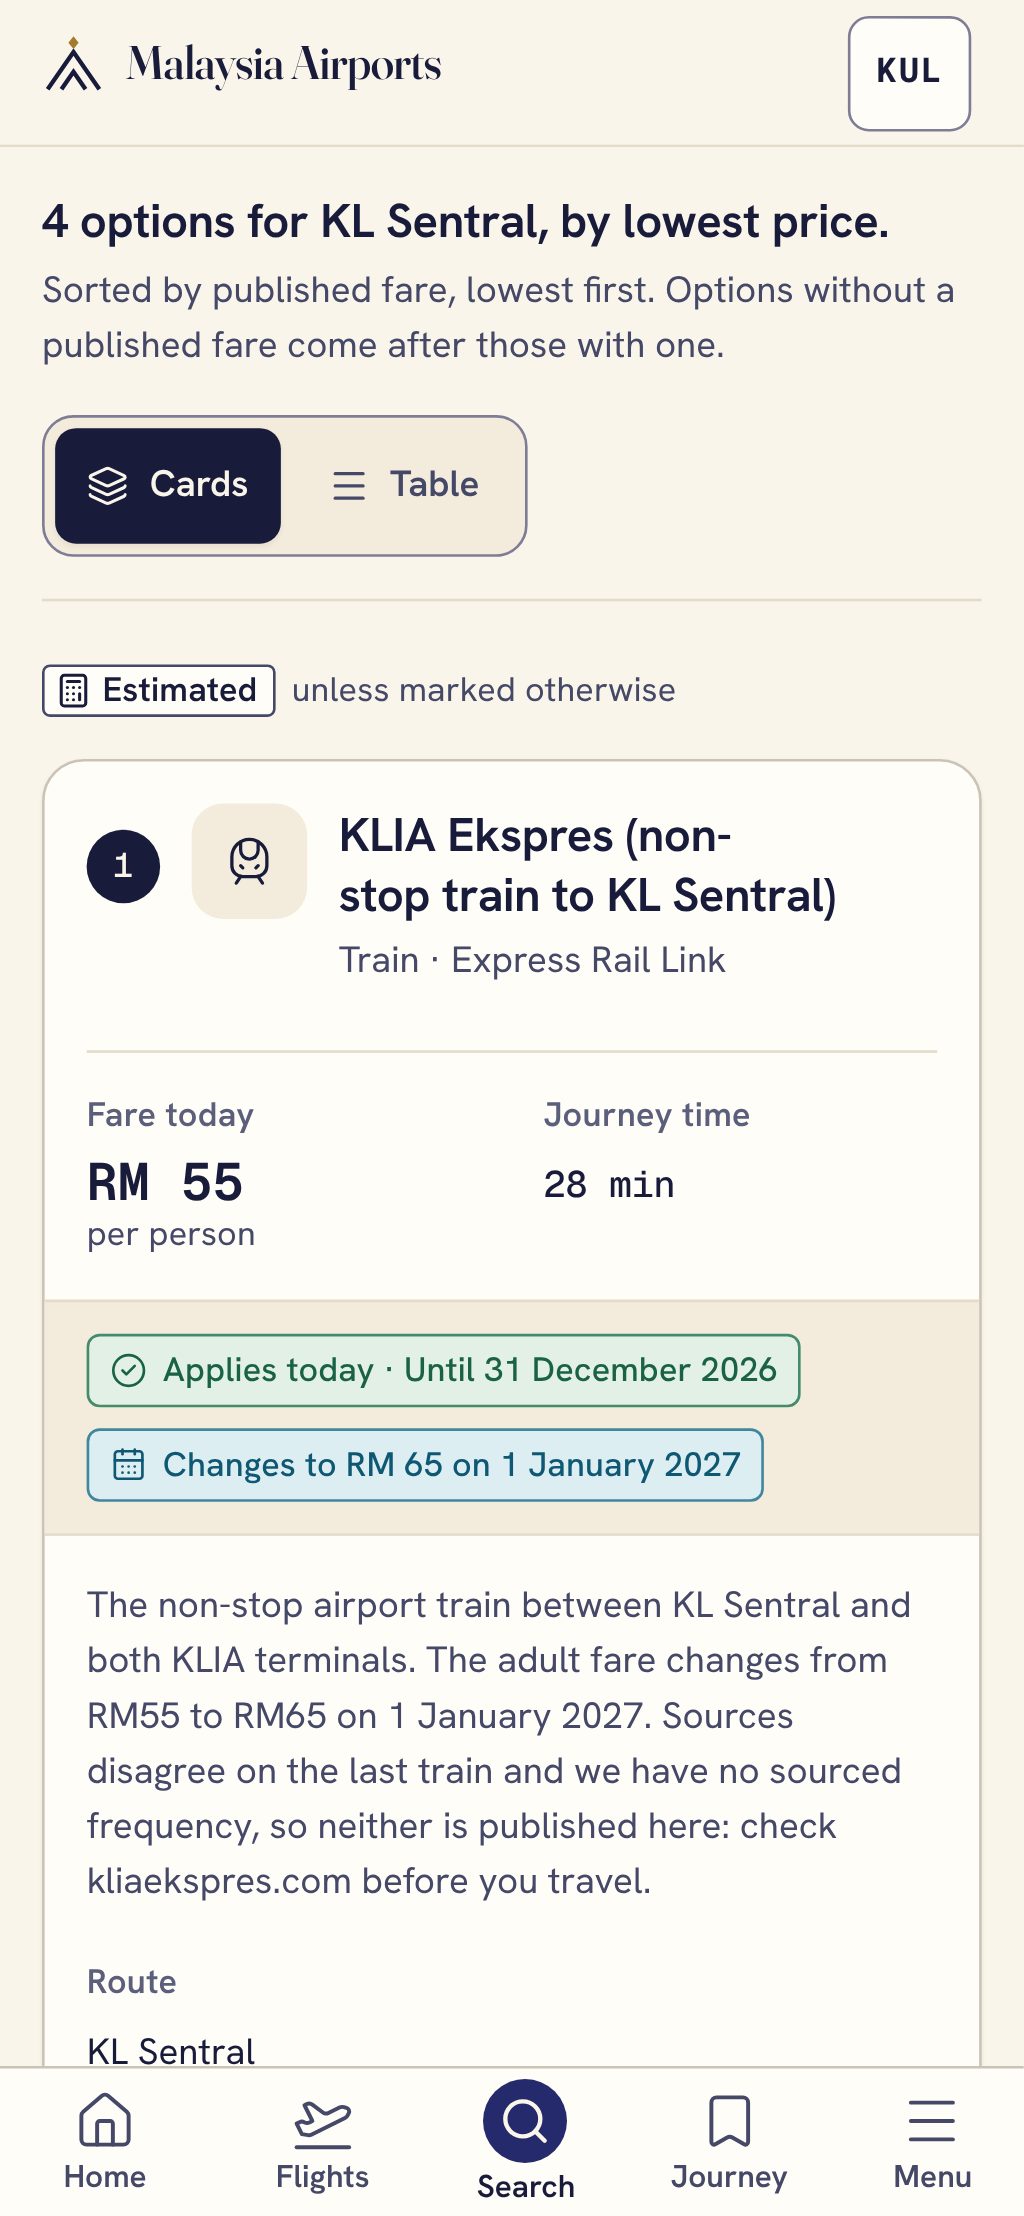 Malaysia Airports
KUL
4 options for KL Sentral, by lowest price.
Sorted by published fare, lowest first. Options without a
published fare come after those with one.
Cards
Table
Estimated unless marked otherwise
1
KLIA Ekspres (non-
stop train to KL Sentral)
Train · Express Rail Link
Fare today
RM 55
per person
Journey time
28 min
Applies today · Until 31 December 2026
Changes to RM 65 on 1 January 2027
The non-stop airport train between KL Sentral and
both KLIA terminals. The adult fare changes from
RM55 to RM65 on 1 January 2027. Sources
disagree on the last train and we have no sourced
frequency, so neither is published here: check
kliaekspres.com before you travel.
Route
KL Sentral
Home
Flights
Search
Journey
Menu